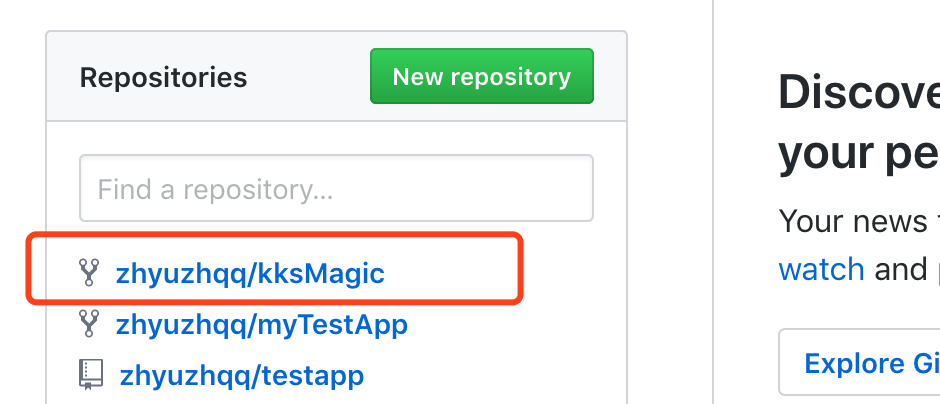 Repositories
New repository
Find a repository...
zhyuzhqq/kksMagic
zhyuzhqq/myTestApp
zhyuzhqq/testapp
Discove
your pe
Your news
watch and
Explore Gi